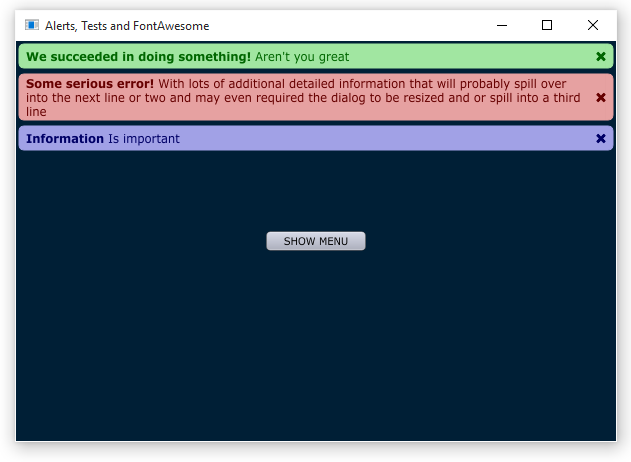 Alerts, Tests and FontAwesome
We succeeded in doing something! Aren't you great
Some serious error! With lots of additional detailed information that will probably spill over
into the next line or two and may even required the dialog to be resized and or spill into a third
line
Information Is important
SHOW MENU